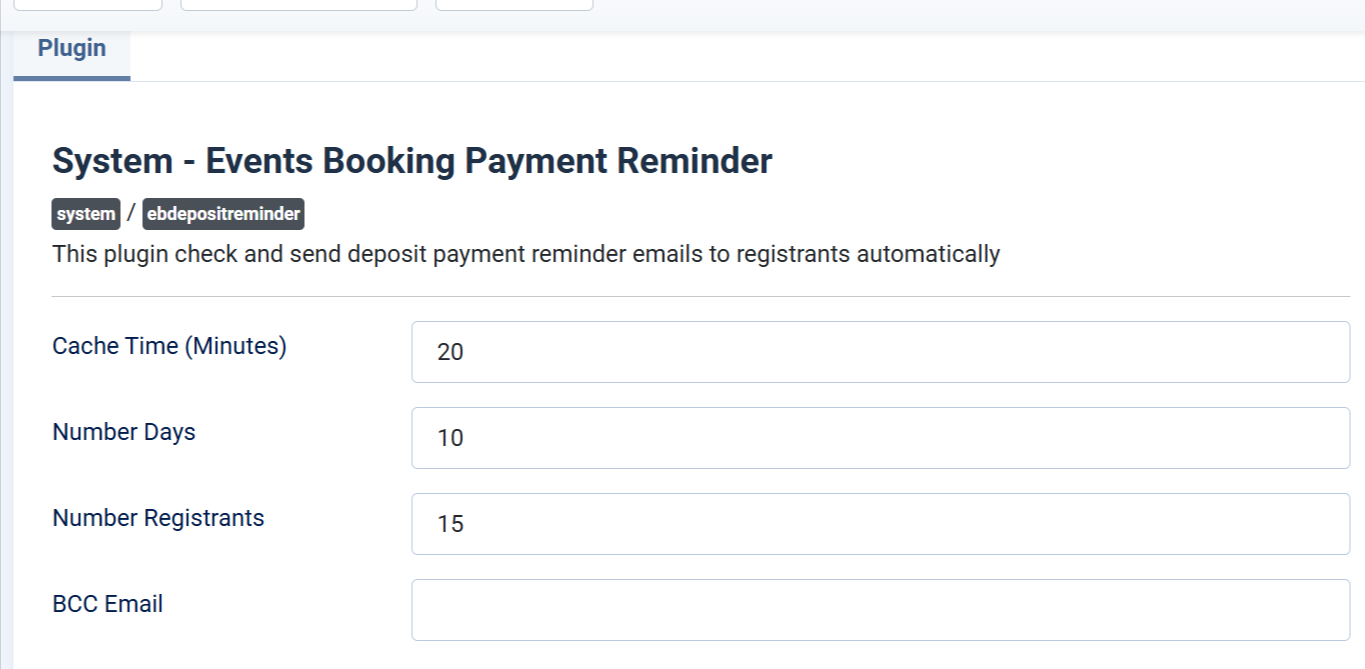 Plugin
System - Events Booking Payment Reminder
system / ebdepositreminder
This plugin check and send deposit payment reminder emails to registrants automatically
Cache Time (Minutes) 20
Number Days 10
Number Registrants 15
BCC Email